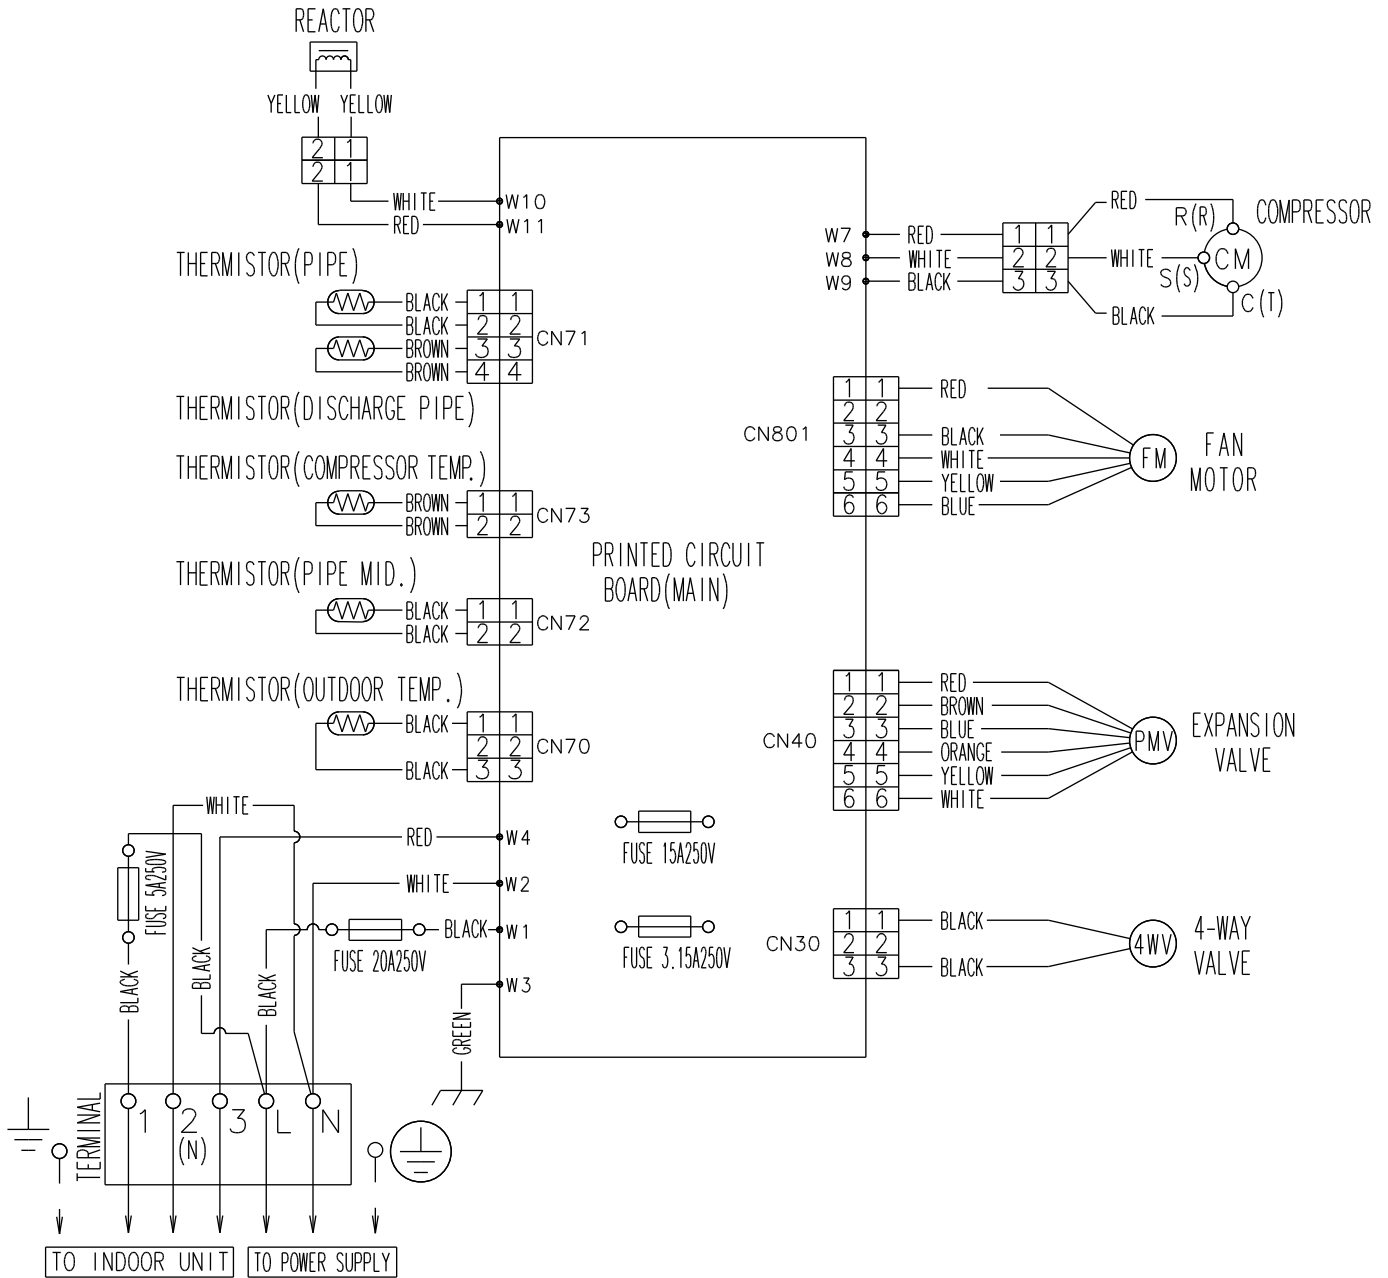 REACTOR
YELLOW YELLOW
2 1
2 1
WHITE W10
RED W11
THERMISTOR(PIPE)
BLACK 1 1
BLACK 2 2
BROWN 3 3
BROWN 4 4
CN71
THERMISTOR(DISCHARGE PIPE)
THERMISTOR(COMPRESSOR TEMP.)
BROWN 1 1
BROWN 2 2
CN73
THERMISTOR(PIPE MID.)
BLACK 1 1
BLACK 2 2
CN72
THERMISTOR(OUTDOOR TEMP.)
BLACK 1 1
2 2
BLACK 3 3
CN70
WHITE
RED W4
WHITE W2
BLACK W1
FUSE 20A250V
W3
GREEN
FUSE 5A250V
BLACK
BLACK
BLACK
TERMINAL
1 2 3 L N
(N)
TO INDOOR UNIT
TO POWER SUPPLY
PRINTED CIRCUIT
BOARD(MAIN)
FUSE 15A250V
FUSE 3.15A250V
W7 RED 1 1 RED R(R)
W8 WHITE 2 2 WHITE S(S)
W9 BLACK 3 3 BLACK C(T)
CM
COMPRESSOR
CN801
1 1 RED
2 2
3 3 BLACK
4 4 WHITE
5 5 YELLOW
6 6 BLUE
FM
FAN
MOTOR
CN40
1 1 RED
2 2 BROWN
3 3 BLUE
4 4 ORANGE
5 5 YELLOW
6 6 WHITE
PMV
EXPANSION
VALVE
CN30
1 1 BLACK
2 2
3 3 BLACK
4WV
4-WAY
VALVE